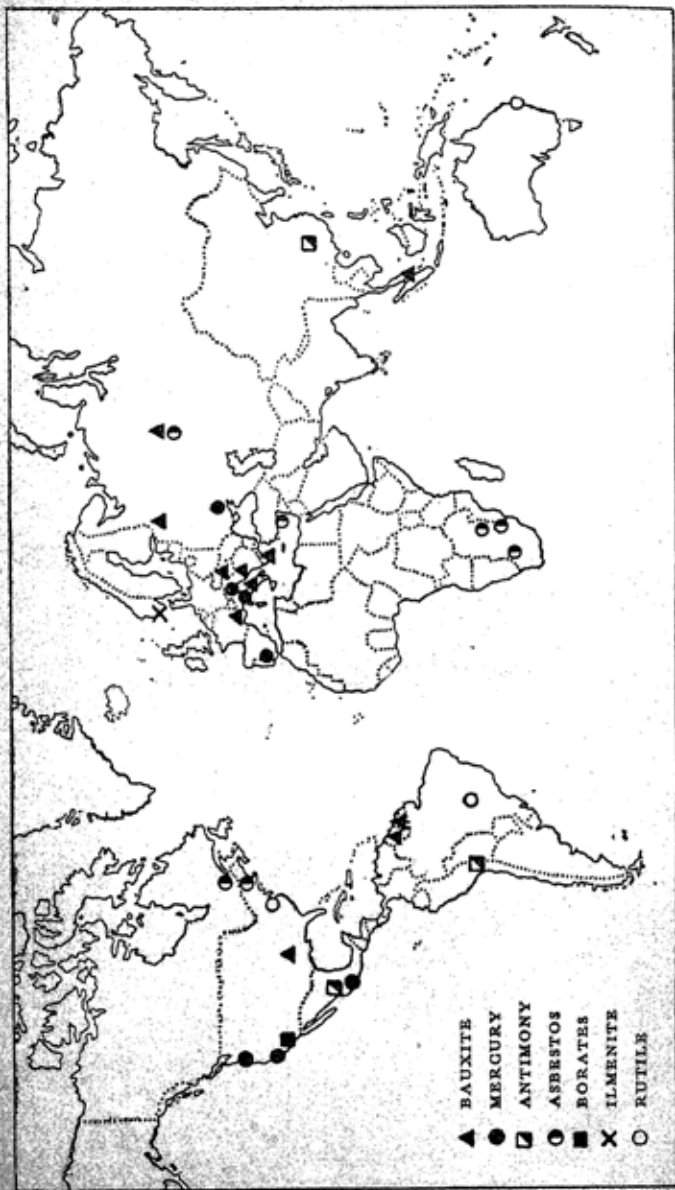 BAUXITE
MERCURY
ANTIMONY
ASBESTOS
BORATES
ILMENITE
RUTILE